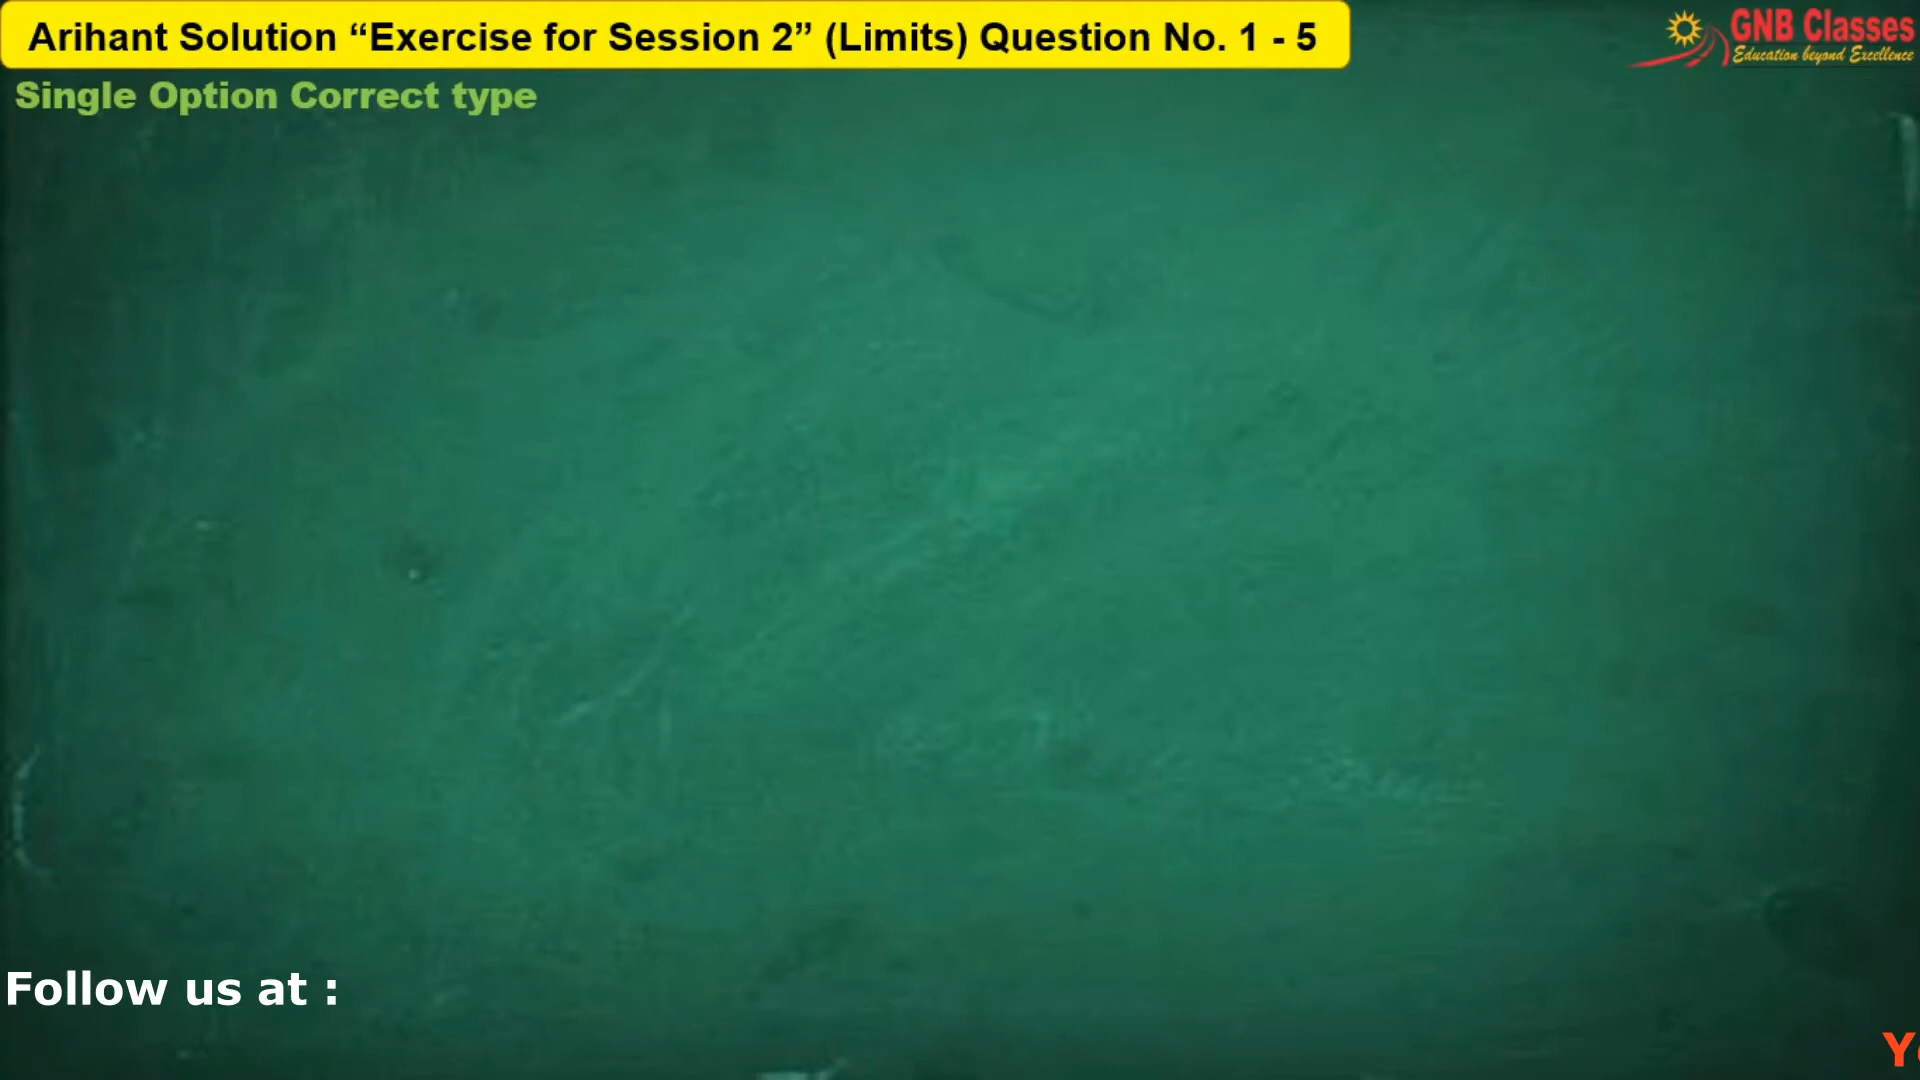 Arihant Solution “Exercise for Session 2” (Limits) Question No. 1 - 5
GNB Classes
Education beyond Excellence
Single Option Correct type
Follow us at :